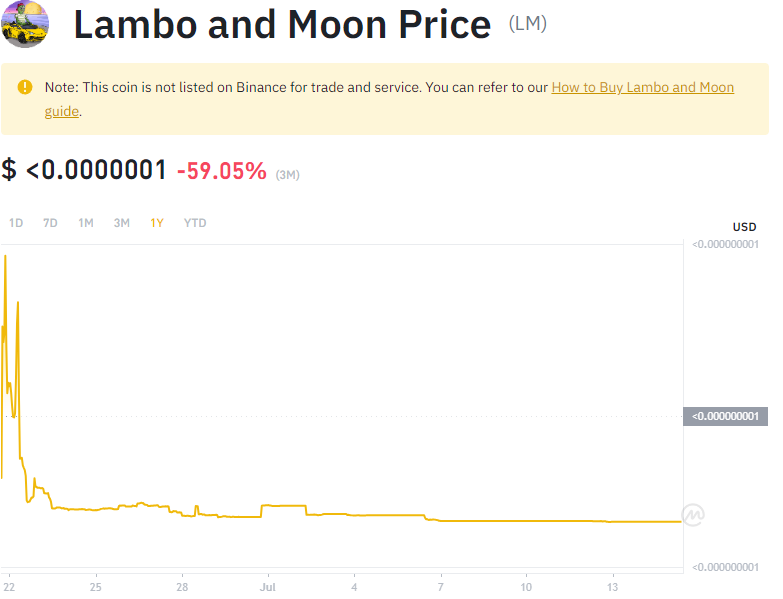 Lambo and Moon Price (LM)
Note: This coin is not listed on Binance for trade and service. You can refer to our How to Buy Lambo and Moon
guide.
$ <0.0000001 -59.05% (3M)
1D 7D 1M 3M 1Y YTD
USD
<0.000000001
<0.000000001
<0.000000001
22 25 28 Jul 4 7 10 13